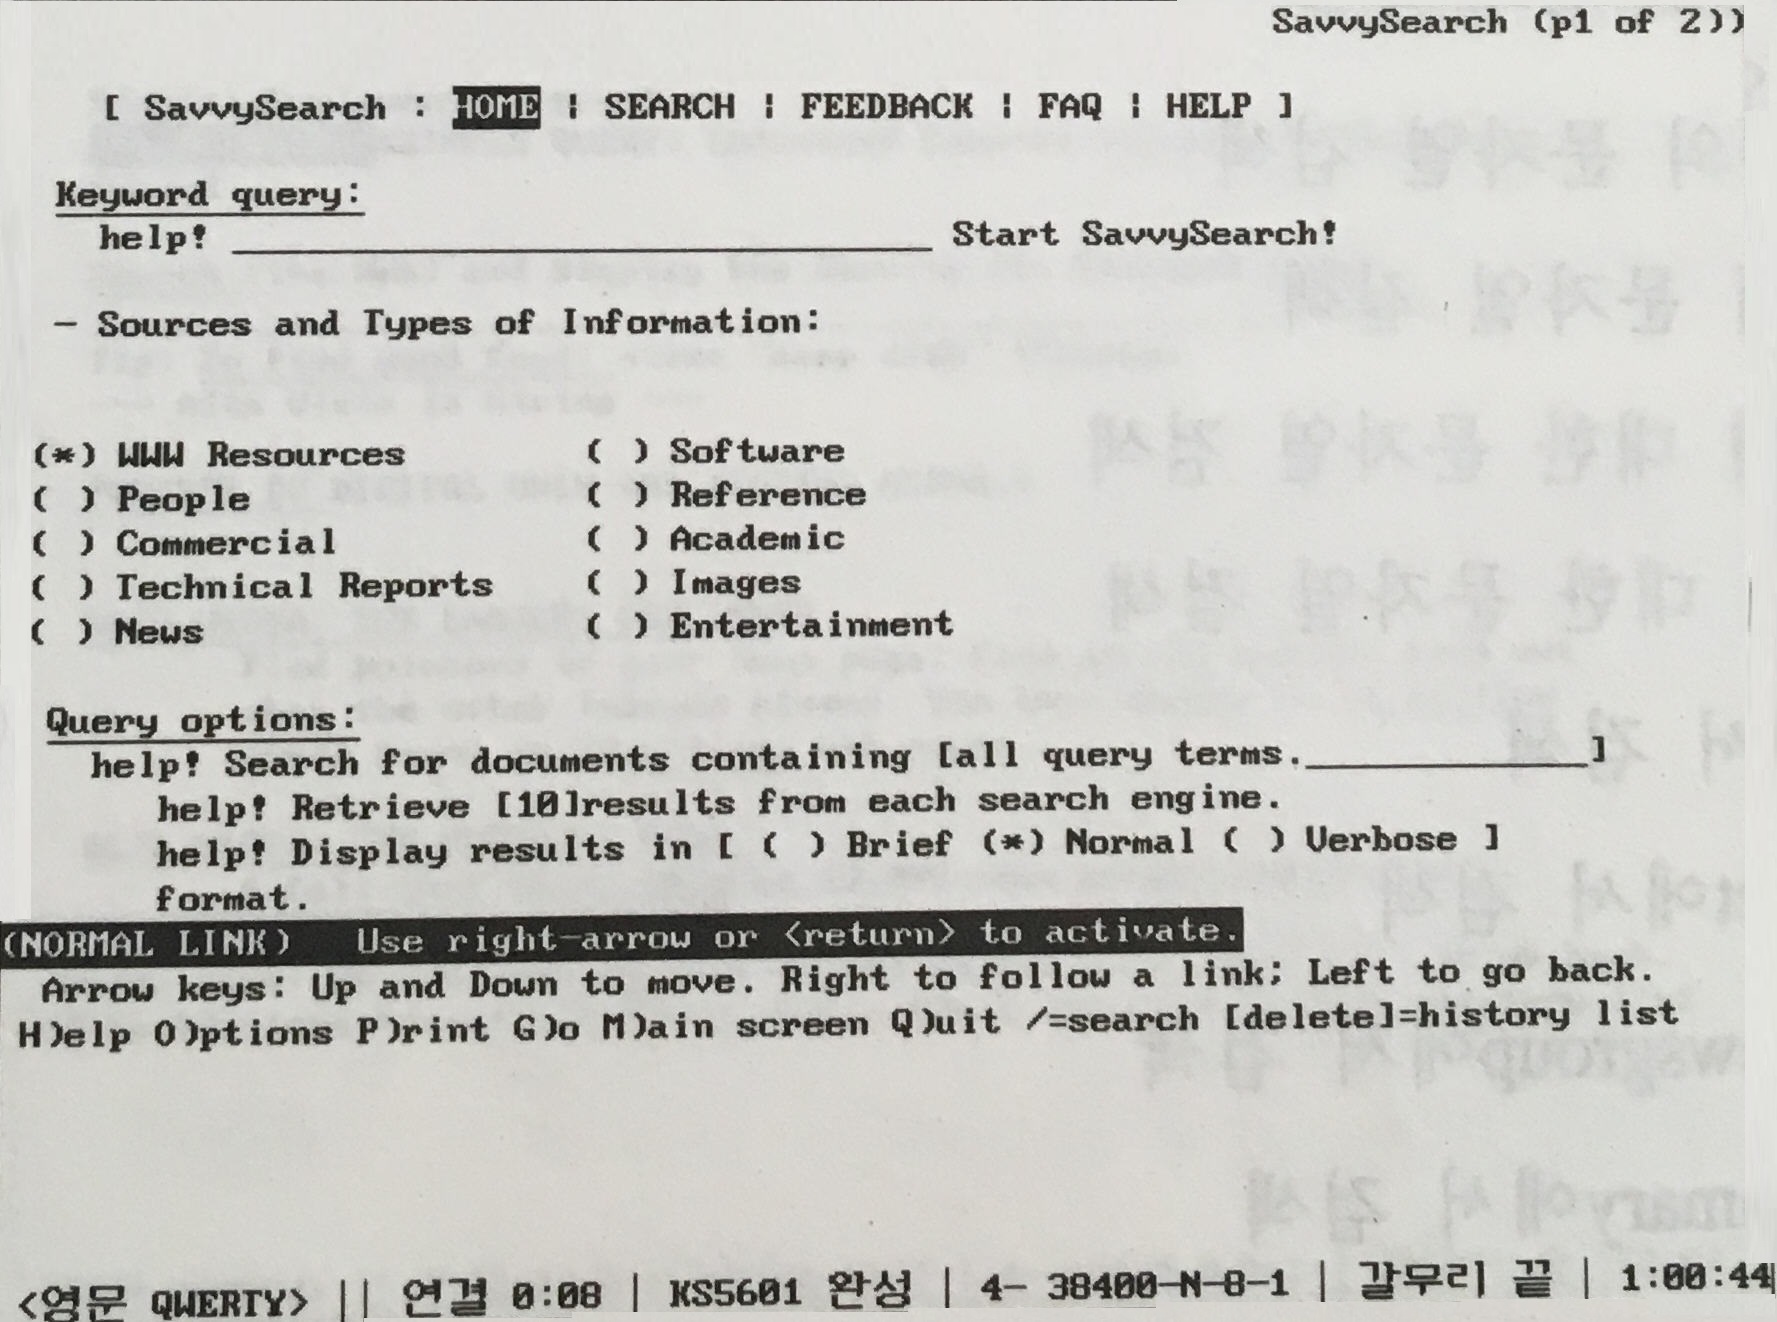 SavvySearch (p1 of 2))
[ SavvySearch : HOME ¦ SEARCH ¦ FEEDBACK ¦ FAQ ¦ HELP ]
Keyword query:
help! ________________________________ Start SavvySearch!
- Sources and Types of Information:
(*) WWW Resources ( ) Software
( ) People ( ) Reference
( ) Commercial ( ) Academic
( ) Technical Reports ( ) Images
( ) News ( ) Entertainment
Query options:
help! Search for documents containing [all query terms._____________]
help! Retrieve [10]results from each search engine.
help! Display results in [ ( ) Brief (*) Normal ( ) Verbose ]
format.
(NORMAL LINK) Use right-arrow or <return> to activate.
Arrow keys: Up and Down to move. Right to follow a link; Left to go back.
H)elp O)ptions P)rint G)o M)ain screen Q)uit /=search [delete]=history list
<영문 QWERTY> || 연결 0:08 | KS5601 완성 | 4- 38400-N-8-1 | 갈무리 끝 | 1:00:44